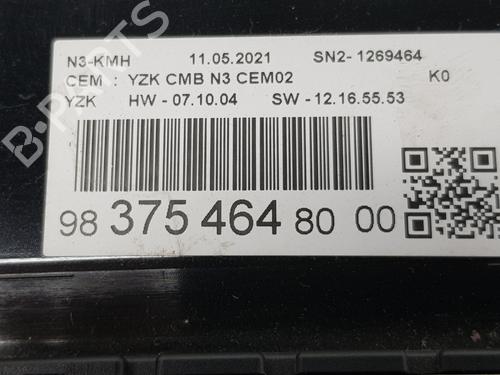 N3-KMH 11.05.2021 SN2- 1269464
CEM : YZK CMB N3 CEM02 K0
YZK HW - 07.10.04 SW - 12.16.55.53
98 375 464 80 00
B-PARTS